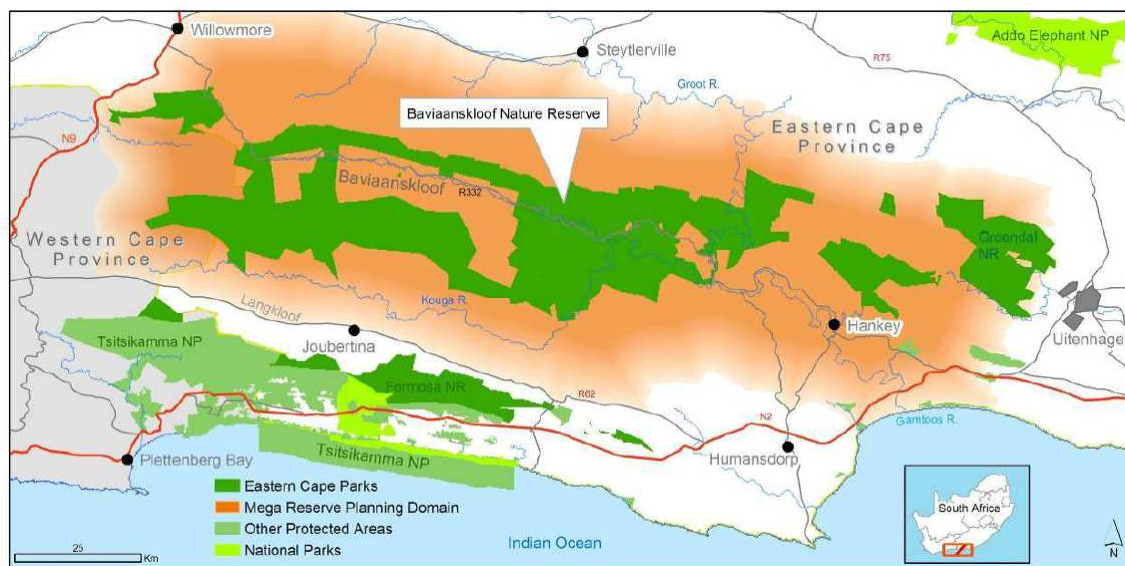 Willowmore
Steytlerville
Addo Elephant NP
R75
Groot R.
Baviaanskloof Nature Reserve
Eastern Cape
Province
N9
Baviaanskloof
R332
Western Cape
Province
Groendal
NR
Kouga R.
Langkloof
Hankey
Uitenhage
Tsitsikamma NP
Joubertina
Formosa NR
R62
N2
Gamtoos R.
Humansdorp
Plettenberg Bay
Tsitsikamma NP
Eastern Cape Parks
Mega Reserve Planning Domain
Other Protected Areas
National Parks
South Africa
Indian Ocean
25
Km
N